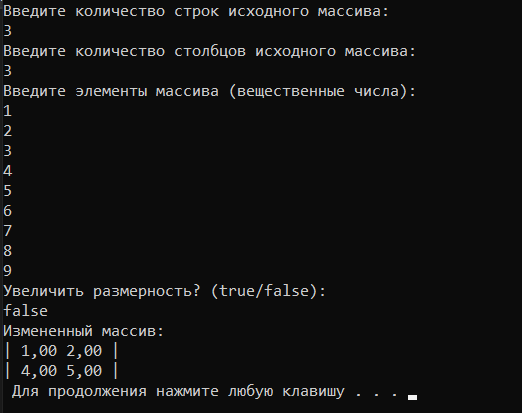 Введите количество строк исходного массива:
3
Введите количество столбцов исходного массива:
3
Введите элементы массива (вещественные числа):
1
2
3
4
5
6
7
8
9
Увеличить размерность? (true/false):
false
Измененный массив:
| 1,00 2,00 |
| 4,00 5,00 |
Для продолжения нажмите любую клавишу . . .